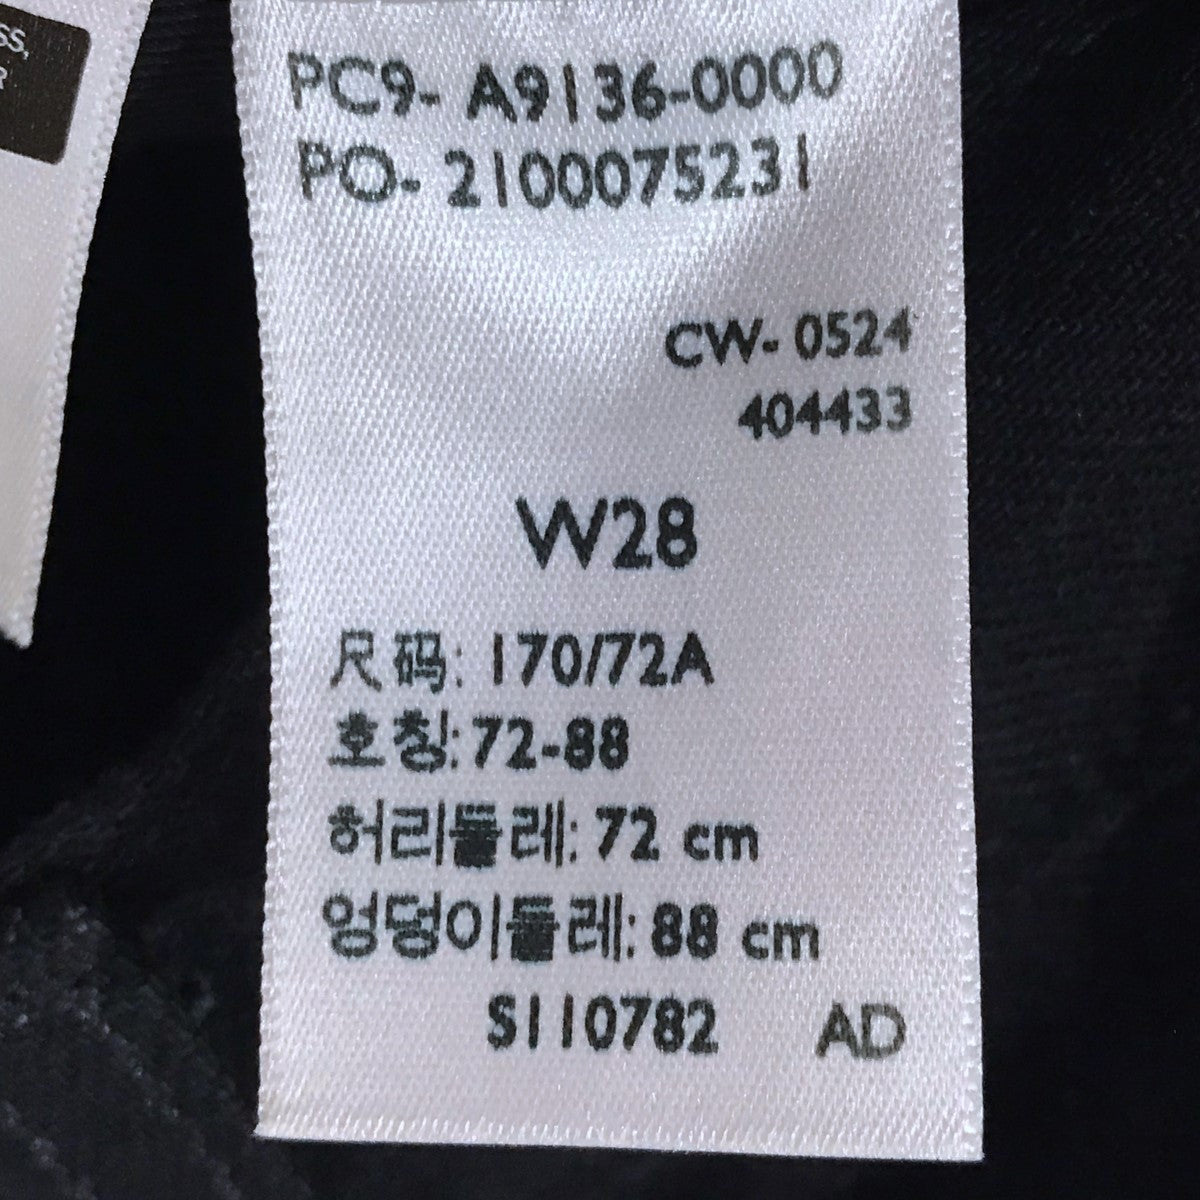 SS,
R
PC9- A9136-0000
PO- 2100075231
CW- 0524
404433
W28
尺码: 170/72A
호칭: 72-88
허리둘레: 72 cm
엉덩이둘레: 88 cm
S110782 AD